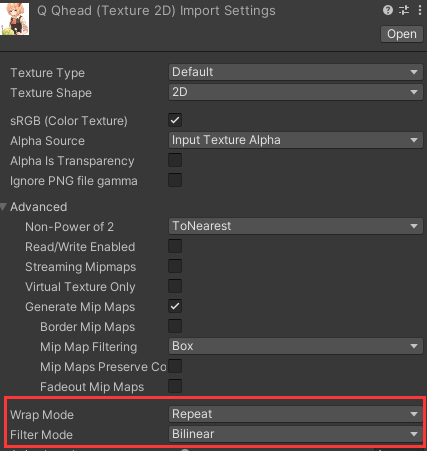 Q Qhead (Texture 2D) Import Settings
Open
Texture Type Default
Texture Shape 2D
sRGB (Color Texture)
Alpha Source Input Texture Alpha
Alpha Is Transparency
Ignore PNG file gamma
Advanced
Non-Power of 2 ToNearest
Read/Write Enabled
Streaming Mipmaps
Virtual Texture Only
Generate Mip Maps
Border Mip Maps
Mip Map Filtering Box
Mip Maps Preserve Co
Fadeout Mip Maps
Wrap Mode Repeat
Filter Mode Bilinear